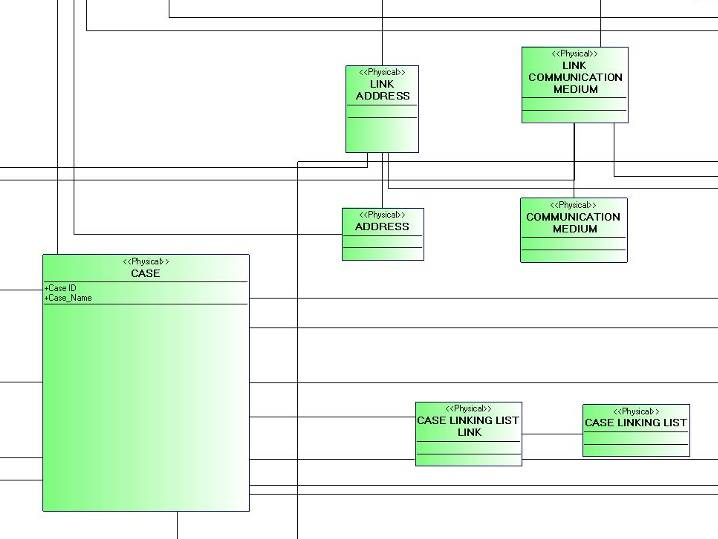 <<Physical>>
LINK
ADDRESS
<<Physical>>
LINK
COMMUNICATION
MEDIUM
<<Physical>>
ADDRESS
<<Physical>>
COMMUNICATION
MEDIUM
<<Physical>>
CASE
+Case ID
+Case_Name
<<Physical>>
CASE LINKING LIST
LINK
<<Physical>>
CASE LINKING LIST